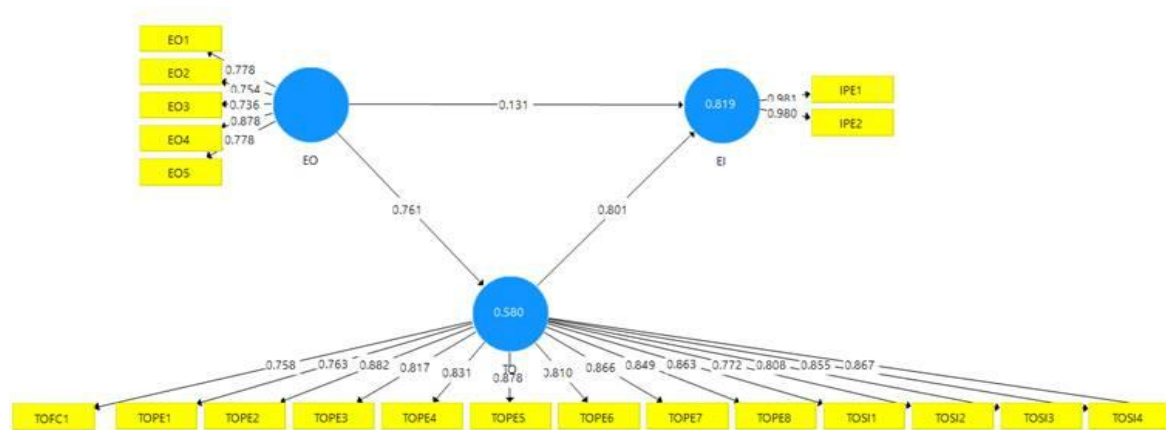 EO1
0.778
EO2
0.754
EO3
0.736
EO4
0.878
EO5
0.778
EO
0.131
0.819
EI
0.981
IPE1
0.980
IPE2
0.761
0.801
0.580
TO
0.758
0.763
0.882
0.817
0.831
0.878
0.810
0.866
0.849
0.863
0.772
0.808
0.855
0.867
TOFC1
TOPE1
TOPE2
TOPE3
TOPE4
TOPE5
TOPE6
TOPE7
TOPE8
TOSI1
TOSI2
TOSI3
TOSI4